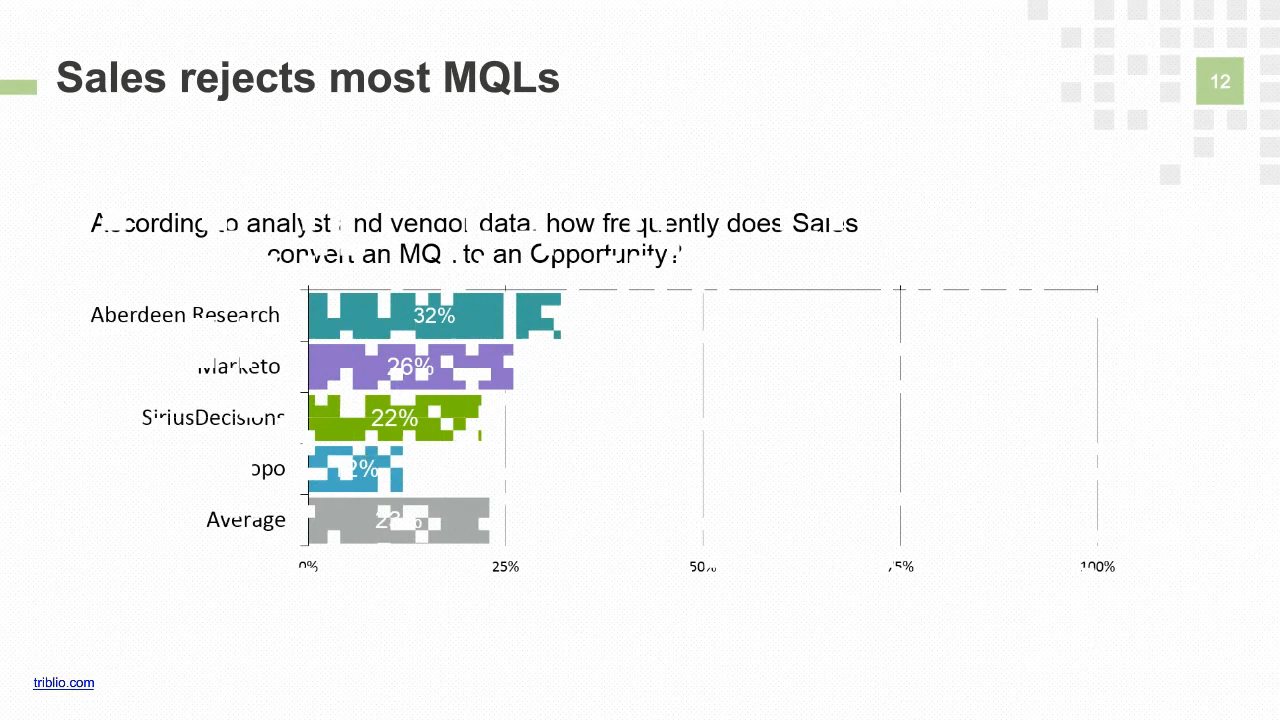 Sales rejects most MQLs
12
According to analyst and vendor data, how frequently does Sales
convert an MQL to an Opportunity?
Aberdeen Research
32%
Marketo
26%
SiriusDecisions
22%
Average
0%
25%
50%
75%
100%
triblio.com